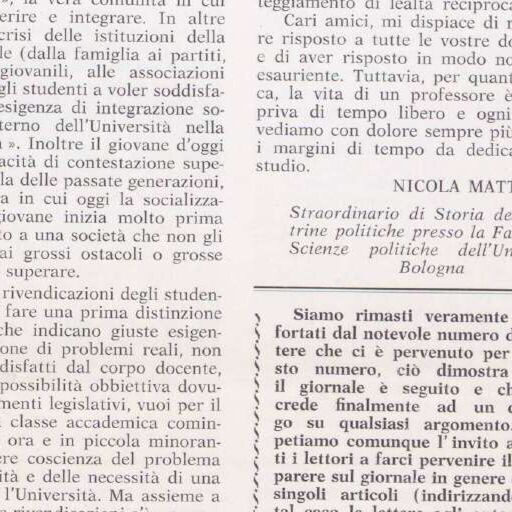 », la vera comunità in cui
erire e integrare. In altre
crisi delle istituzioni della
le (dalla famiglia ai partiti,
giovanili, alle associazioni
gli studenti a voler soddisfa-
esigenza di integrazione so-
terno dell'Università nella
». Inoltre il giovane d'oggi
acità di contestazione supe-
la delle passate generazioni,
a in cui oggi la socializza-
giovane inizia molto prima
to a una società che non gli
ai grossi ostacoli o grosse
superare.
rivendicazioni degli studen-
fare una prima distinzione
che indicano giuste esigen-
one di problemi reali, non
disfatti dal corpo docente,
possibilità obbiettiva dovu-
menti legislativi, vuoi per il
i classe accademica comin-
ora e in piccola minoran-
ere coscienza del problema
ità e delle necessità di una
l'Università. Ma assieme a
teggiamento di lealtà reciproca
Cari amici, mi dispiace di n
re risposto a tutte le vostre do
e di aver risposto in modo no
esauriente. Tuttavia, per quant
ca, la vita di un professore è
priva di tempo libero e ogni
vediamo con dolore sempre più
i margini di tempo da dedica
studio.
NICOLA MATT
Straordinario di Storia de
trine politiche presso la Fa
Scienze politiche dell'Un
Bologna
Siamo rimasti veramente
fortati dal notevole numero d
tere che ci è pervenuto per
sto numero, ciò dimostra
il giornale è seguito e ch
crede finalmente ad un d
go su qualsiasi argomento.
petiamo comunque l'invito a
ti i lettori a farci pervenire il
parere sul giornale in genere
singoli articoli (indirizzand